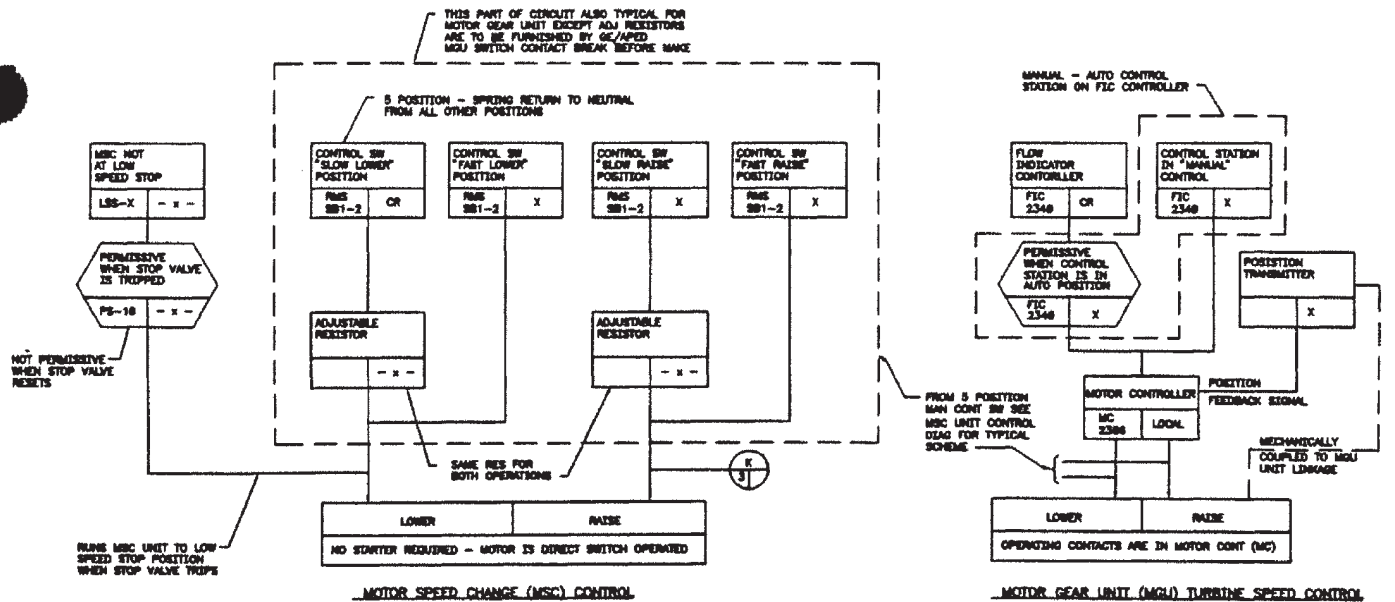 THIS PART OF CIRCUIT ALSO TYPICAL FOR
MOTOR GEAR UNIT EXCEPT ADJ RESISTORS
ARE TO BE FURNISHED BY GE/APED
MGU SWITCH CONTACT BREAK BEFORE MAKE
5 POSITION - SPRING RETURN TO NEUTRAL
FROM ALL OTHER POSITIONS
MSC NOT
AT LOW
SPEED STOP
LSS-X
- x -
PERMISSIVE
WHEN STOP VALVE
IS TRIPPED
PS-10
- x -
NOT PERMISSIVE
WHEN STOP VALVE
RESETS
CONTROL SW
"SLOW LOWER"
POSITION
RMS
SB1-2
CR
CONTROL SW
"FAST LOWER"
POSITION
RMS
SB1-2
X
CONTROL SW
"SLOW RAISE"
POSITION
RMS
SB1-2
X
CONTROL SW
"FAST RAISE"
POSITION
RMS
SB1-2
X
ADJUSTABLE
RESISTOR
- x -
ADJUSTABLE
RESISTOR
- x -
SAME RES FOR
BOTH OPERATIONS
K
3
RUNS MSC UNIT TO LOW
SPEED STOP POSITION
WHEN STOP VALVE TRIPS
LOWER
RAISE
NO STARTER REQUIRED - MOTOR IS DIRECT SWITCH OPERATED
MOTOR SPEED CHANGE (MSC) CONTROL
MANUAL - AUTO CONTROL
STATION ON FIC CONTROLLER
FLOW
INDICATOR
CONTORLLER
FIC
2340
CR
CONTROL STATION
IN "MANUAL"
CONTROL
FIC
2340
X
PERMISSIVE
WHEN CONTROL
STATION IS IN
AUTO POSITION
FIC
2340
X
POSISTION
TRANSMITTER
X
MOTOR CONTROLLER
MC
2386
LOCAL
POSITION
FEEDBACK SIGNAL
FROM 5 POSITION
MAN CONT SW SEE
MSC UNIT CONTROL
DIAG FOR TYPICAL
SCHEME
MECHANICALLY
COUPLED TO MGU
UNIT LINKAGE
LOWER
RAISE
OPERATING CONTACTS ARE IN MOTOR CONT (MC)
MOTOR GEAR UNIT (MGU) TURBINE SPEED CONTROL